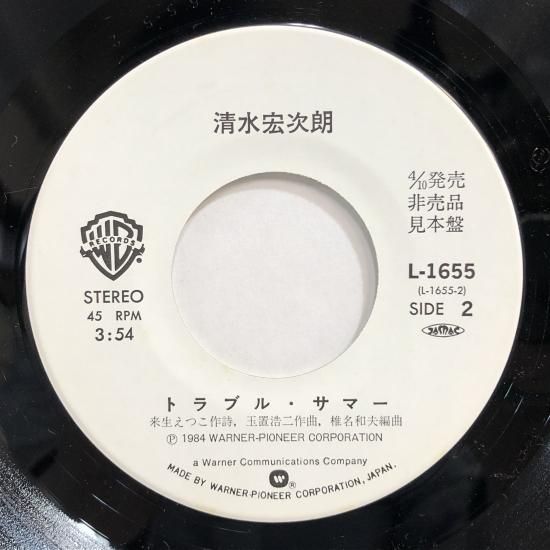 清水宏次朗
4/10発売
非売品
見本盤
WB
RECORDS
STEREO
45 RPM
3:54
L-1655
(L-1655-2)
SIDE 2
JASRAC
トラブル・サマー
来生えつこ作詩，玉置浩二作曲，椎名和夫編曲
Ⓟ 1984 WARNER-PIONEER CORPORATION
a Warner Communications Company
®
MADE BY WARNER-PIONEER CORPORATION, JAPAN.